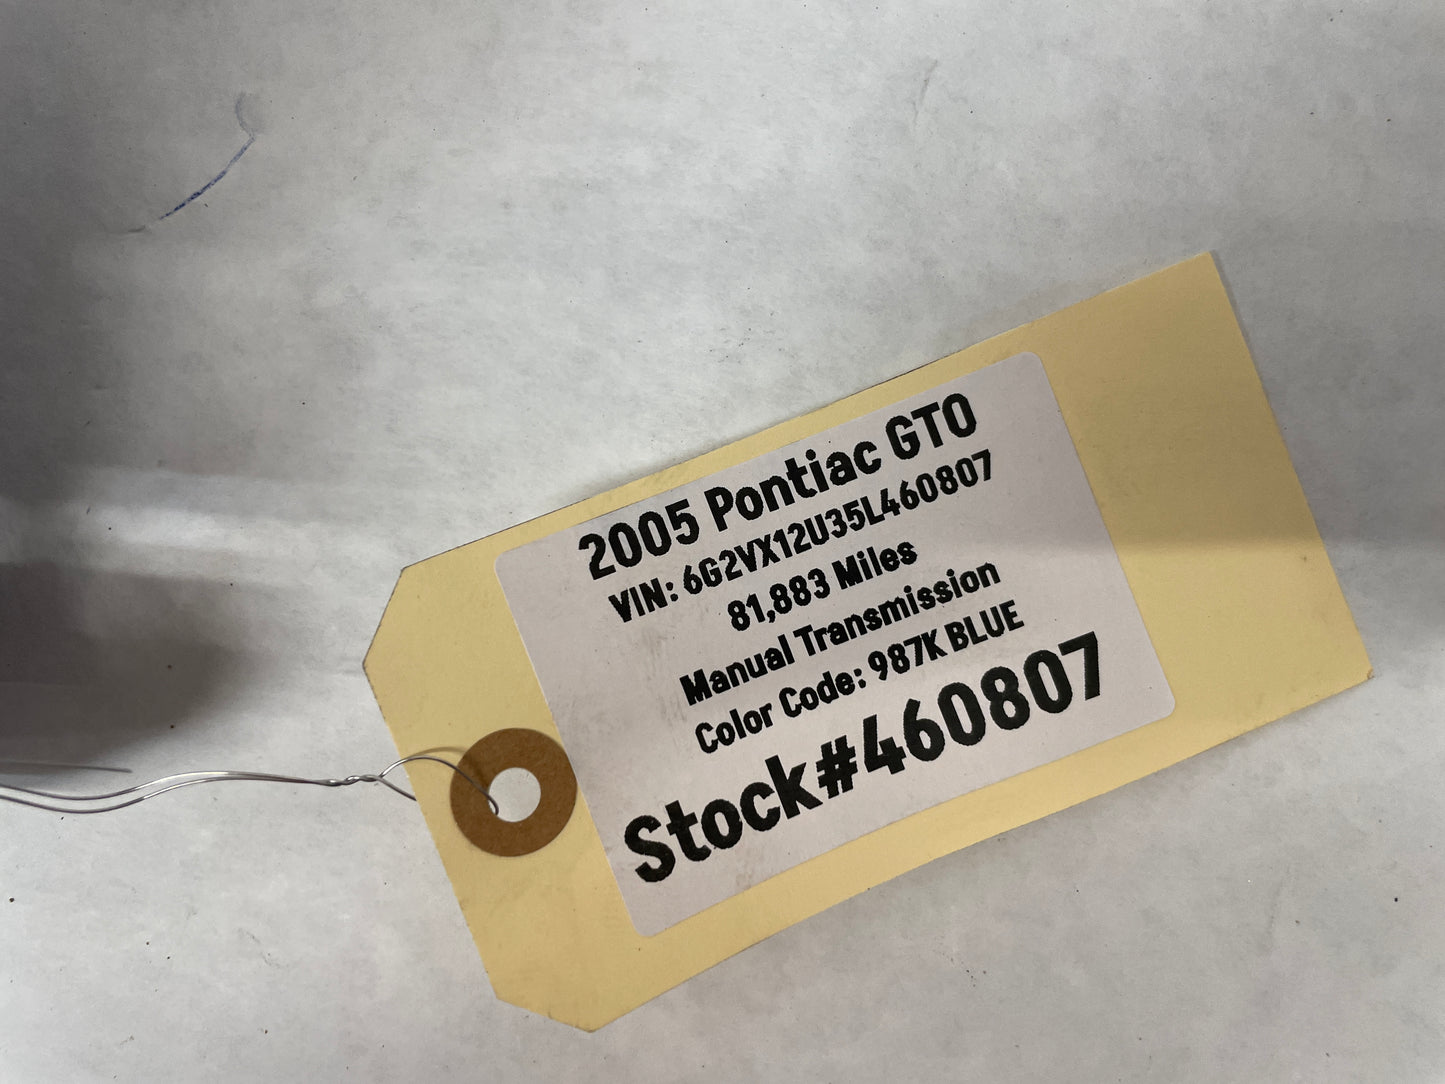 2005 Pontiac GTO
VIN: 6G2VX12U35L460807
81,883 Miles
Manual Transmission
Color Code: 987K BLUE
Stock#460807